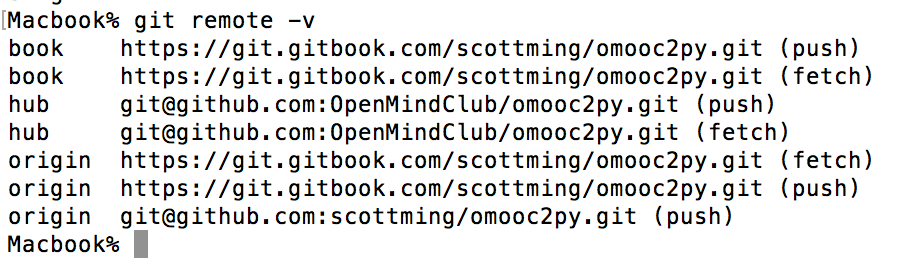 [Macbook% git remote -v
book    https://git.gitbook.com/scottming/omooc2py.git (push)
book    https://git.gitbook.com/scottming/omooc2py.git (fetch)
hub     git@github.com:OpenMindClub/omooc2py.git (push)
hub     git@github.com:OpenMindClub/omooc2py.git (fetch)
origin  https://git.gitbook.com/scottming/omooc2py.git (fetch)
origin  https://git.gitbook.com/scottming/omooc2py.git (push)
origin  git@github.com:scottming/omooc2py.git (push)
Macbook%